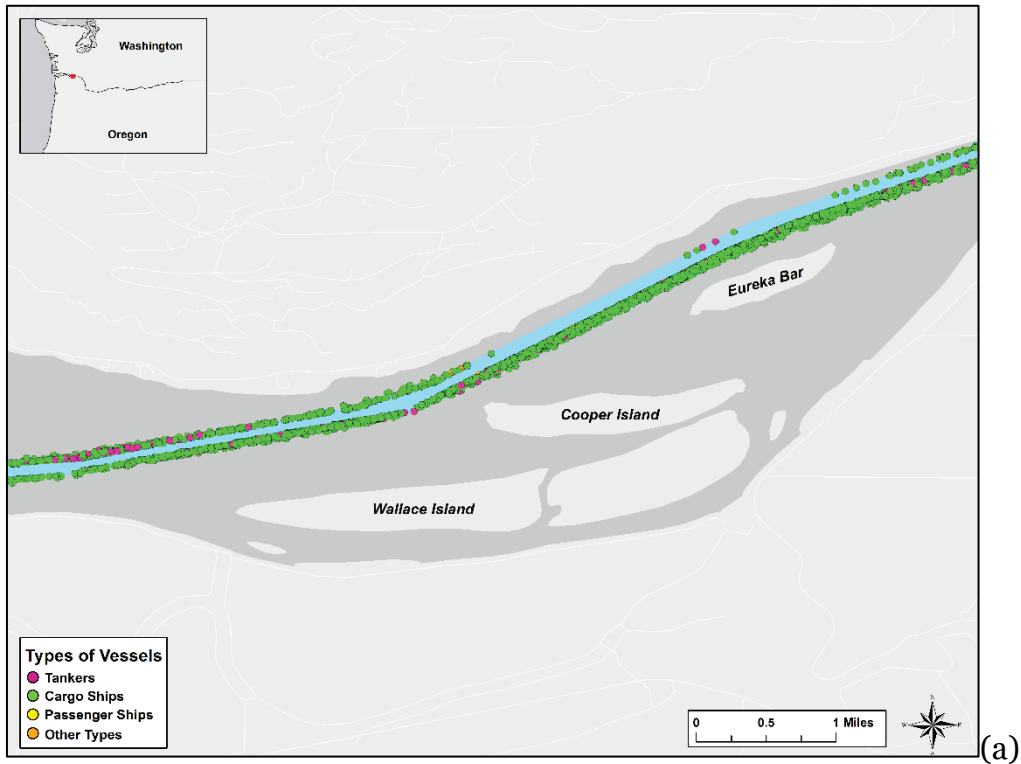 Washington
Oregon
Eureka Bar
Cooper Island
Wallace Island
Types of Vessels
Tankers
Cargo Ships
Passenger Ships
Other Types
0 0.5 1 Miles
N
W E
S
(a)